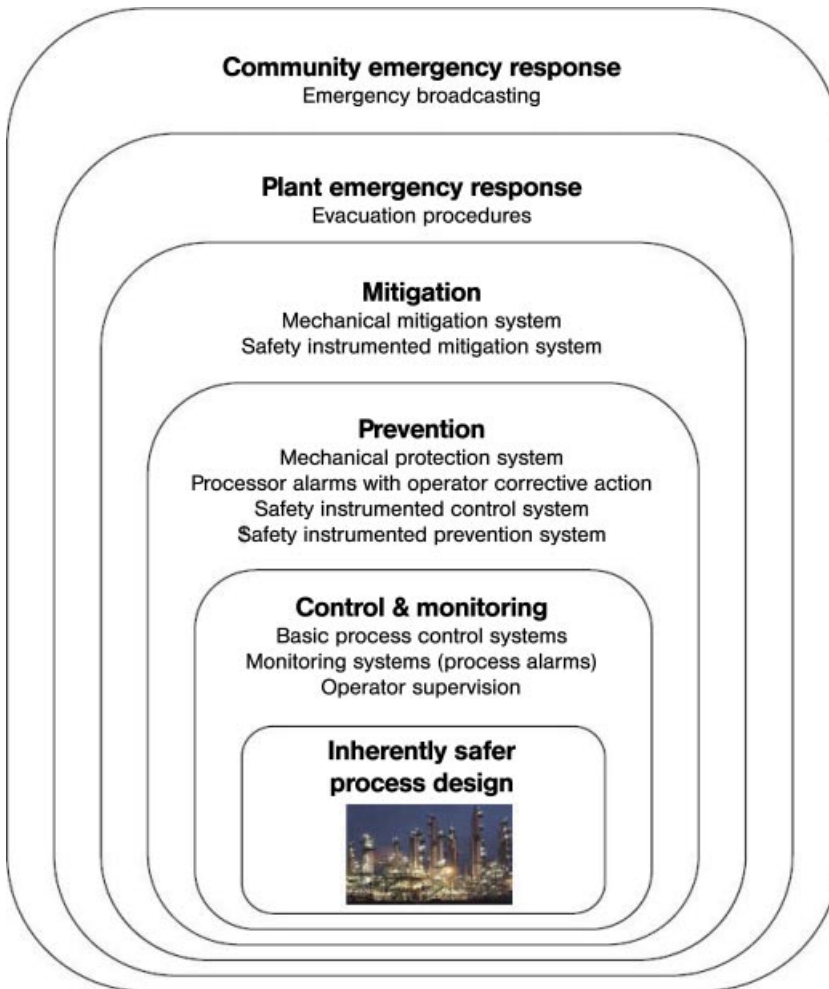 Community emergency response
Emergency broadcasting
Plant emergency response
Evacuation procedures
Mitigation
Mechanical mitigation system
Safety instrumented mitigation system
Prevention
Mechanical protection system
Processor alarms with operator corrective action
Safety instrumented control system
Safety instrumented prevention system
Control & monitoring
Basic process control systems
Monitoring systems (process alarms)
Operator supervision
Inherently safer
process design